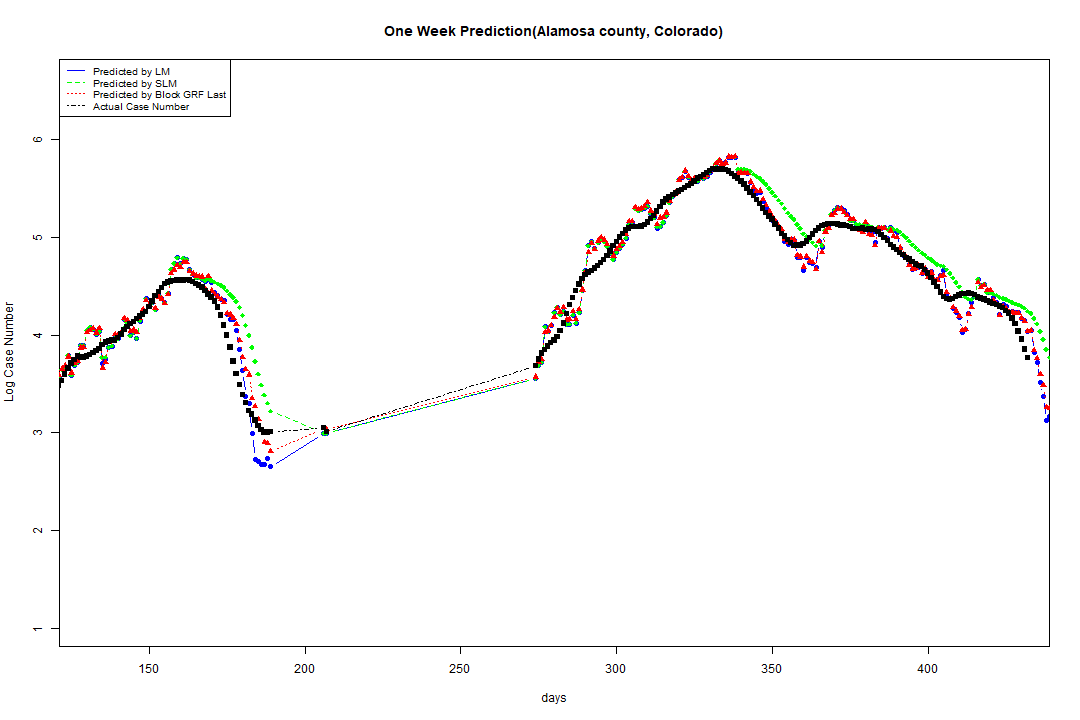 One Week Prediction(Alamosa county, Colorado)
Predicted by LM
Predicted by SLM
Predicted by Block GRF Last
Actual Case Number
Log Case Number
6
5
4
3
2
1
150 200 250 300 350 400
days